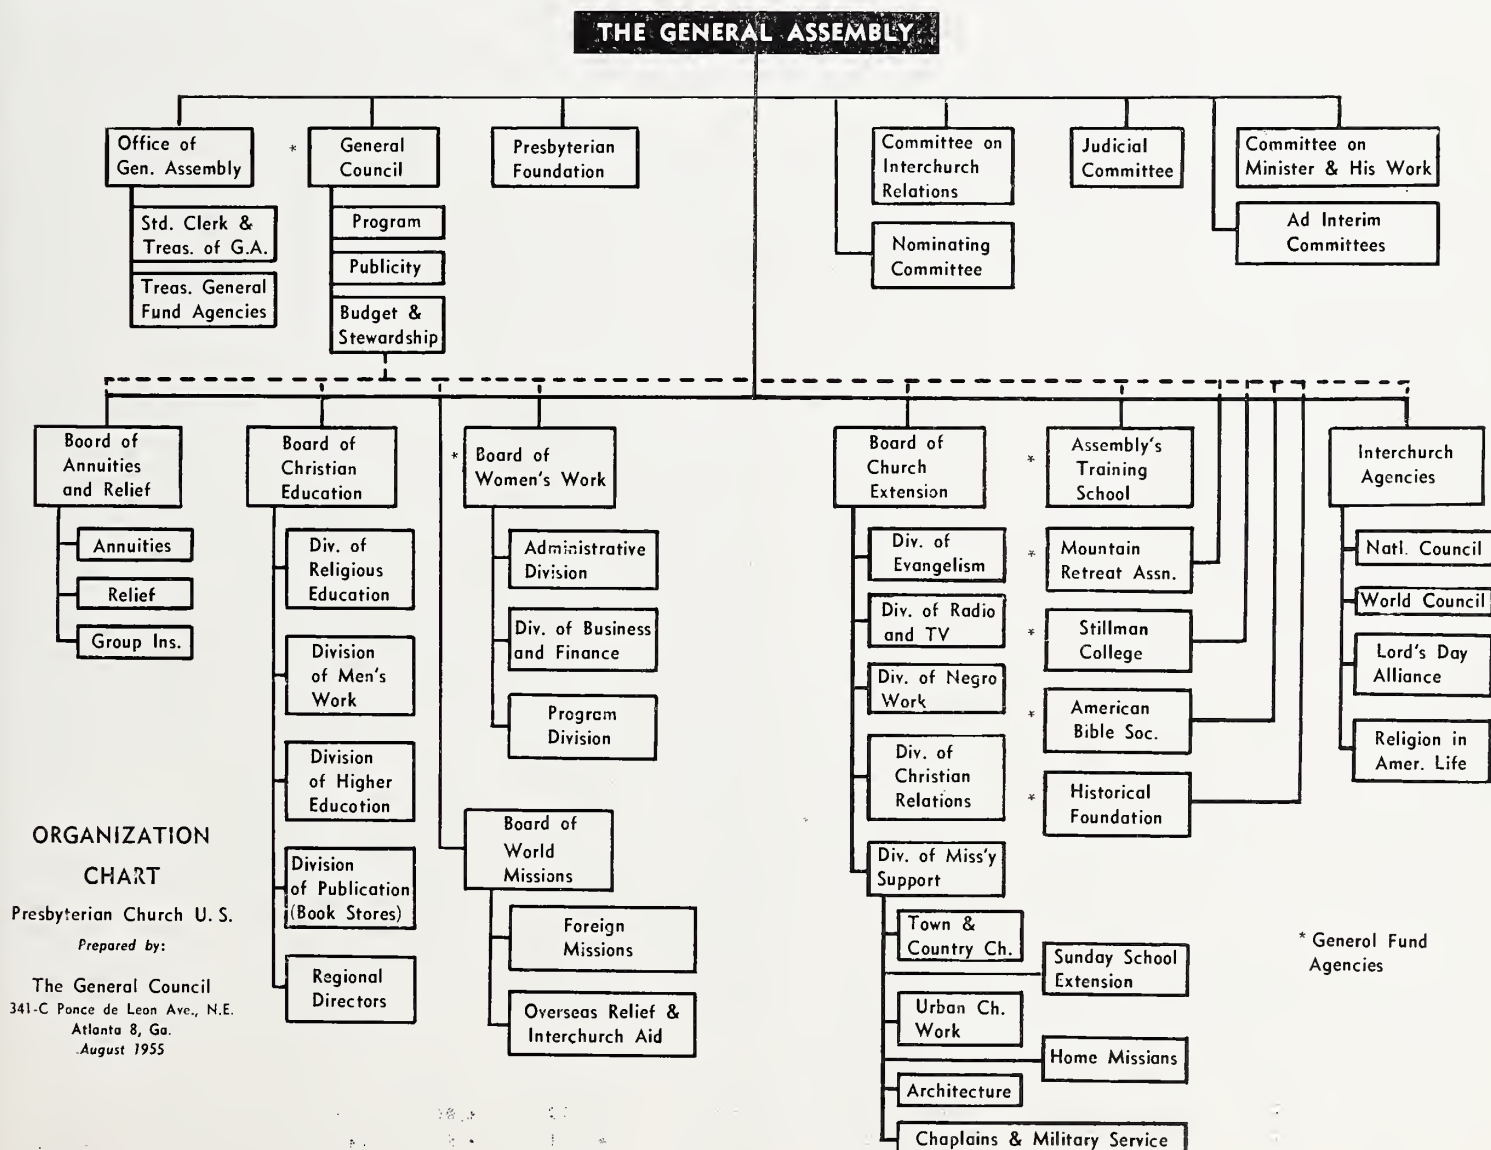 THE GENERAL ASSEMBLY
Office of
Gen. Assembly
Std. Clerk &
Treas. of G.A.
Treas. General
Fund Agencies
*
General
Council
Program
Publicity
Budget &
Stewardship
Presbyterian
Foundation
Committee on
Interchurch
Relations
Nominating
Committee
Judicial
Committee
Committee on
Minister & His Work
Ad Interim
Committees
Board of
Annuities
and Relief
Annuities
Relief
Group Ins.
Board of
Christian
Education
Div. of
Religious
Education
Division
of Men's
Work
Division
of Higher
Education
Division
of Publication
(Book Stores)
Regional
Directors
* Board of
Women's Work
Administrative
Division
Div. of Business
and Finance
Program
Division
Board of
World
Missions
Foreign
Missions
Overseas Relief &
Interchurch Aid
Board of
Church
Extension
Div. of
Evangelism
Div. of Radio
and TV
Div. of Negro
Work
Div. of
Christian
Relations
Div. of Miss'y
Support
Town &
Country Ch.
Sunday School
Extension
Urban Ch.
Work
Home Missians
Architecture
Chaplains & Military Service
*
Assembly's
Training
School
*
Mountain
Retreat Assn.
*
Stillman
College
*
American
Bible Soc.
*
Historical
Foundation
Interchurch
Agencies
Natl. Council
World Council
Lord's Day
Alliance
Religion in
Amer. Life
ORGANIZATION
CHART
Presbyterian Church U. S.
Prepared by:
The General Council
341-C Ponce de Leon Ave., N.E.
Atlanta 8, Ga.
August 1955
* General Fund
Agencies